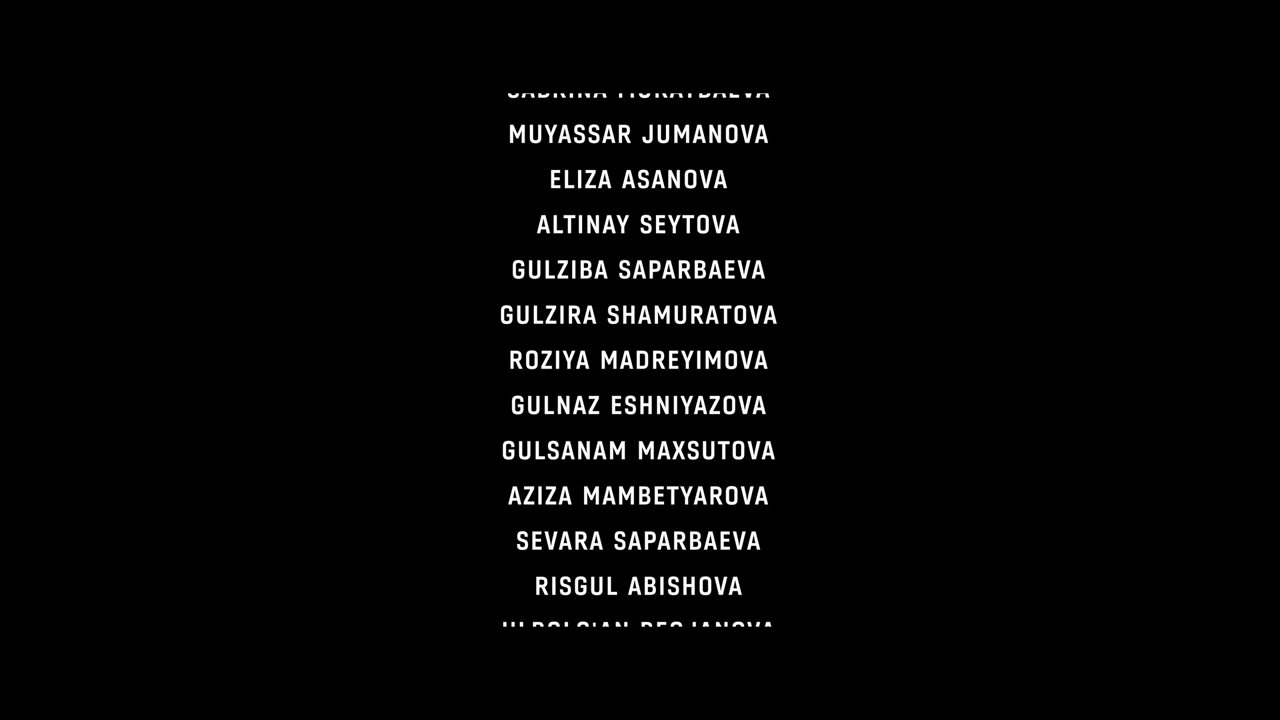 MUYASSAR JUMANOVA
ELIZA ASANOVA
ALTINAY SEYTOVA
GULZIBA SAPARBAEVA
GULZIRA SHAMURATOVA
ROZIYA MADREYIMOVA
GULNAZ ESHNIYAZOVA
GULSANAM MAXSUTOVA
AZIZA MAMBETYAROVA
SEVARA SAPARBAEVA
RISGUL ABISHOVA